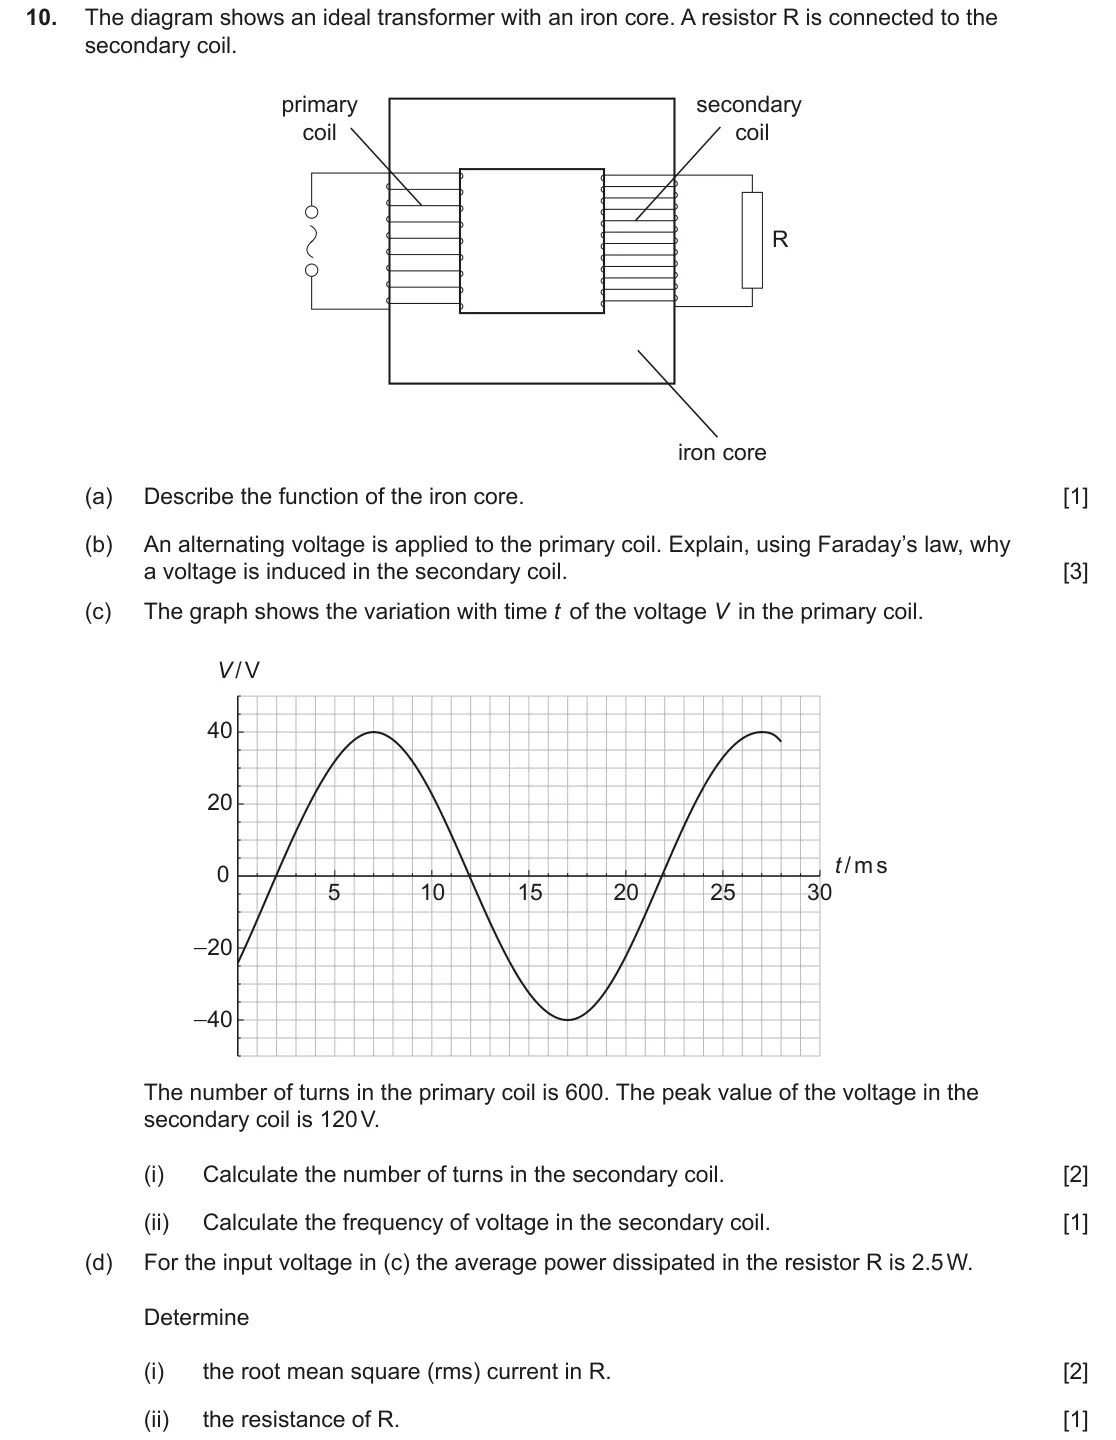 10. The diagram shows an ideal transformer with an iron core. A resistor R is connected to the
secondary coil.
primary
coil
secondary
coil
R
iron core
(a) Describe the function of the iron core. [1]
(b) An alternating voltage is applied to the primary coil. Explain, using Faraday’s law, why
a voltage is induced in the secondary coil. [3]
(c) The graph shows the variation with time t of the voltage V in the primary coil.
V/V
40
20
0
–20
–40
5 10 15 20 25 30
t/ms
The number of turns in the primary coil is 600. The peak value of the voltage in the
secondary coil is 120V.
(i) Calculate the number of turns in the secondary coil. [2]
(ii) Calculate the frequency of voltage in the secondary coil. [1]
(d) For the input voltage in (c) the average power dissipated in the resistor R is 2.5W.
Determine
(i) the root mean square (rms) current in R. [2]
(ii) the resistance of R. [1]